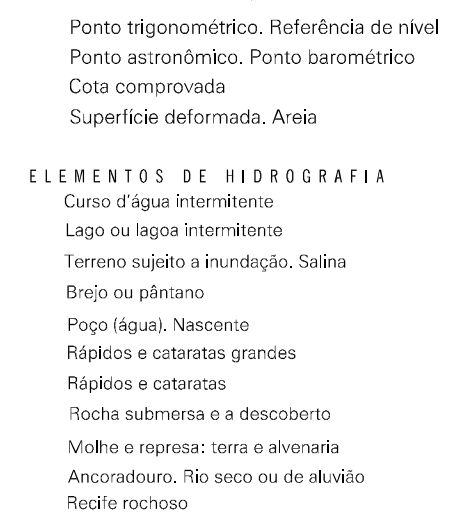 Ponto trigonométrico. Referência de nível
Ponto astronômico. Ponto barométrico
Cota comprovada
Superfície deformada. Areia
ELEMENTOS DE HIDROGRAFIA
Curso d'água intermitente
Lago ou lagoa intermitente
Terreno sujeito a inundação. Salina
Brejo ou pântano
Poço (água). Nascente
Rápidos e cataratas grandes
Rápidos e cataratas
Rocha submersa e a descoberto
Molhe e represa: terra e alvenaria
Ancoradouro. Rio seco ou de aluvião
Recife rochoso